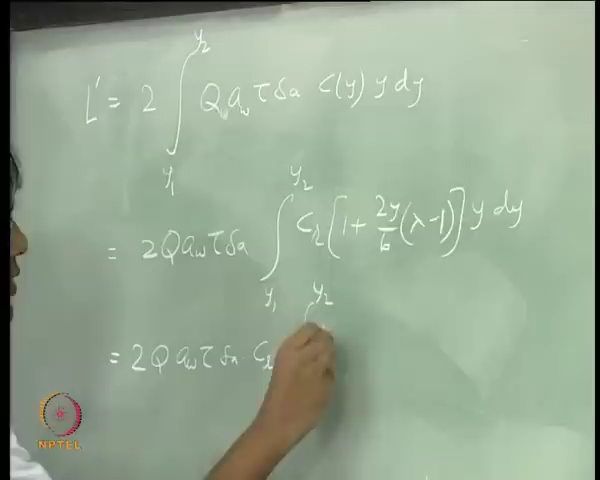 L' = 2 ∫_{y₁}^{y₂} Q a_w τ δa c(y) y dy
= 2Q a_w τ δa ∫_{y₁}^{y₂} C_r [1 + 2y/b (λ-1)] y dy
= 2 Q a_w τ δa · C_r ∫^{y₂}
NPTEL